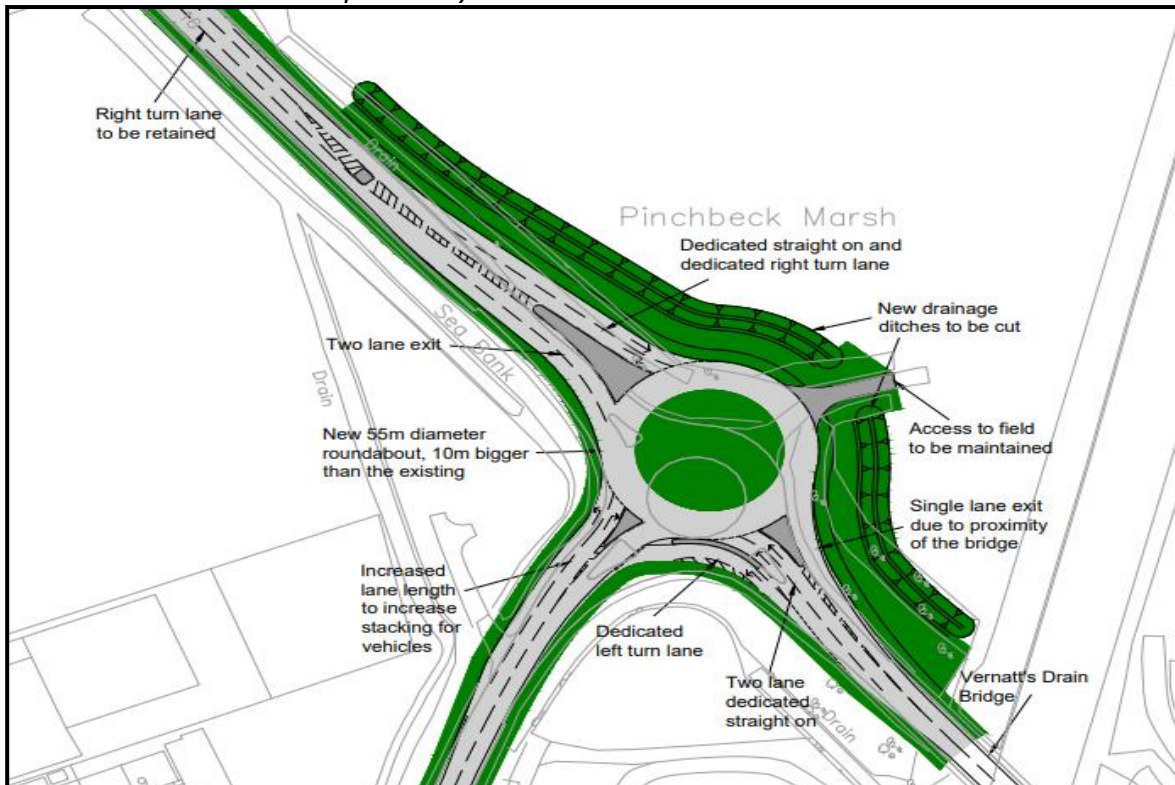 Right turn lane
to be retained
Drain
Pinchbeck Marsh
Dedicated straight on and
dedicated right turn lane
New drainage
ditches to be cut
Sea Bank
Two lane exit
Drain
New 55m diameter
roundabout, 10m bigger
than the existing
Access to field
to be maintained
Single lane exit
due to proximity
of the bridge
Increased
lane length
to increase
stacking for
vehicles
Dedicated
left turn lane
Two lane
dedicated
straight on
Drain
Vernatt's Drain
Bridge